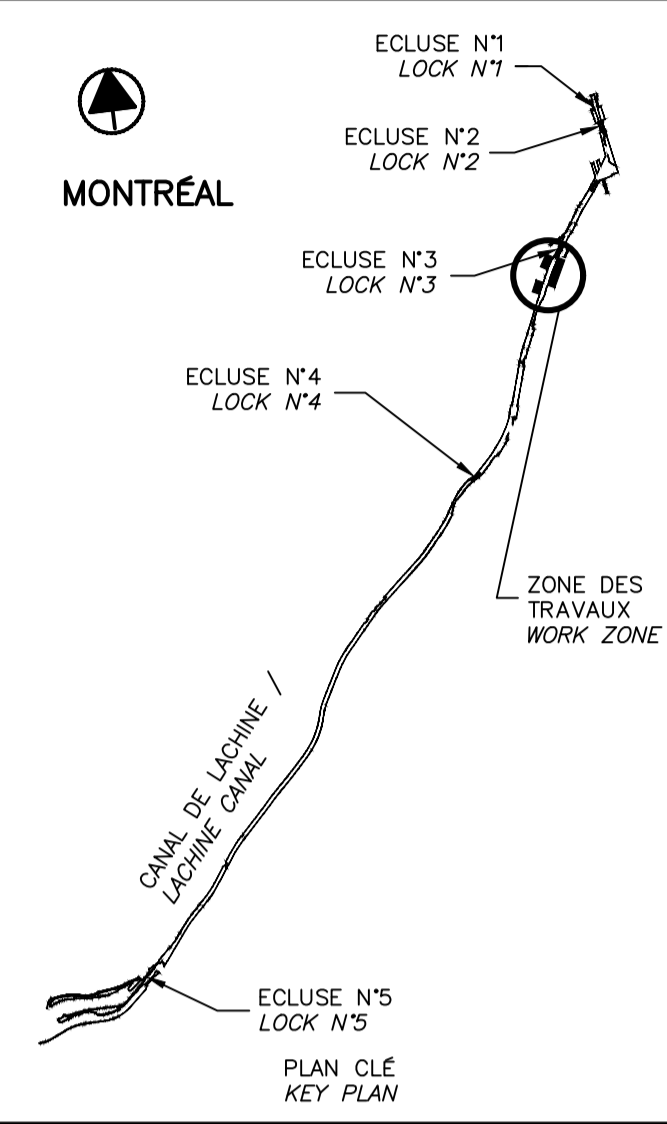 ECLUSE N°1
LOCK N°1
ECLUSE N°2
LOCK N°2
MONTRÉAL
ECLUSE N°3
LOCK N°3
ECLUSE N°4
LOCK N°4
ZONE DES
TRAVAUX
WORK ZONE
CANAL DE LACHINE /
LACHINE CANAL
ECLUSE N°5
LOCK N°5
PLAN CLÉ
KEY PLAN